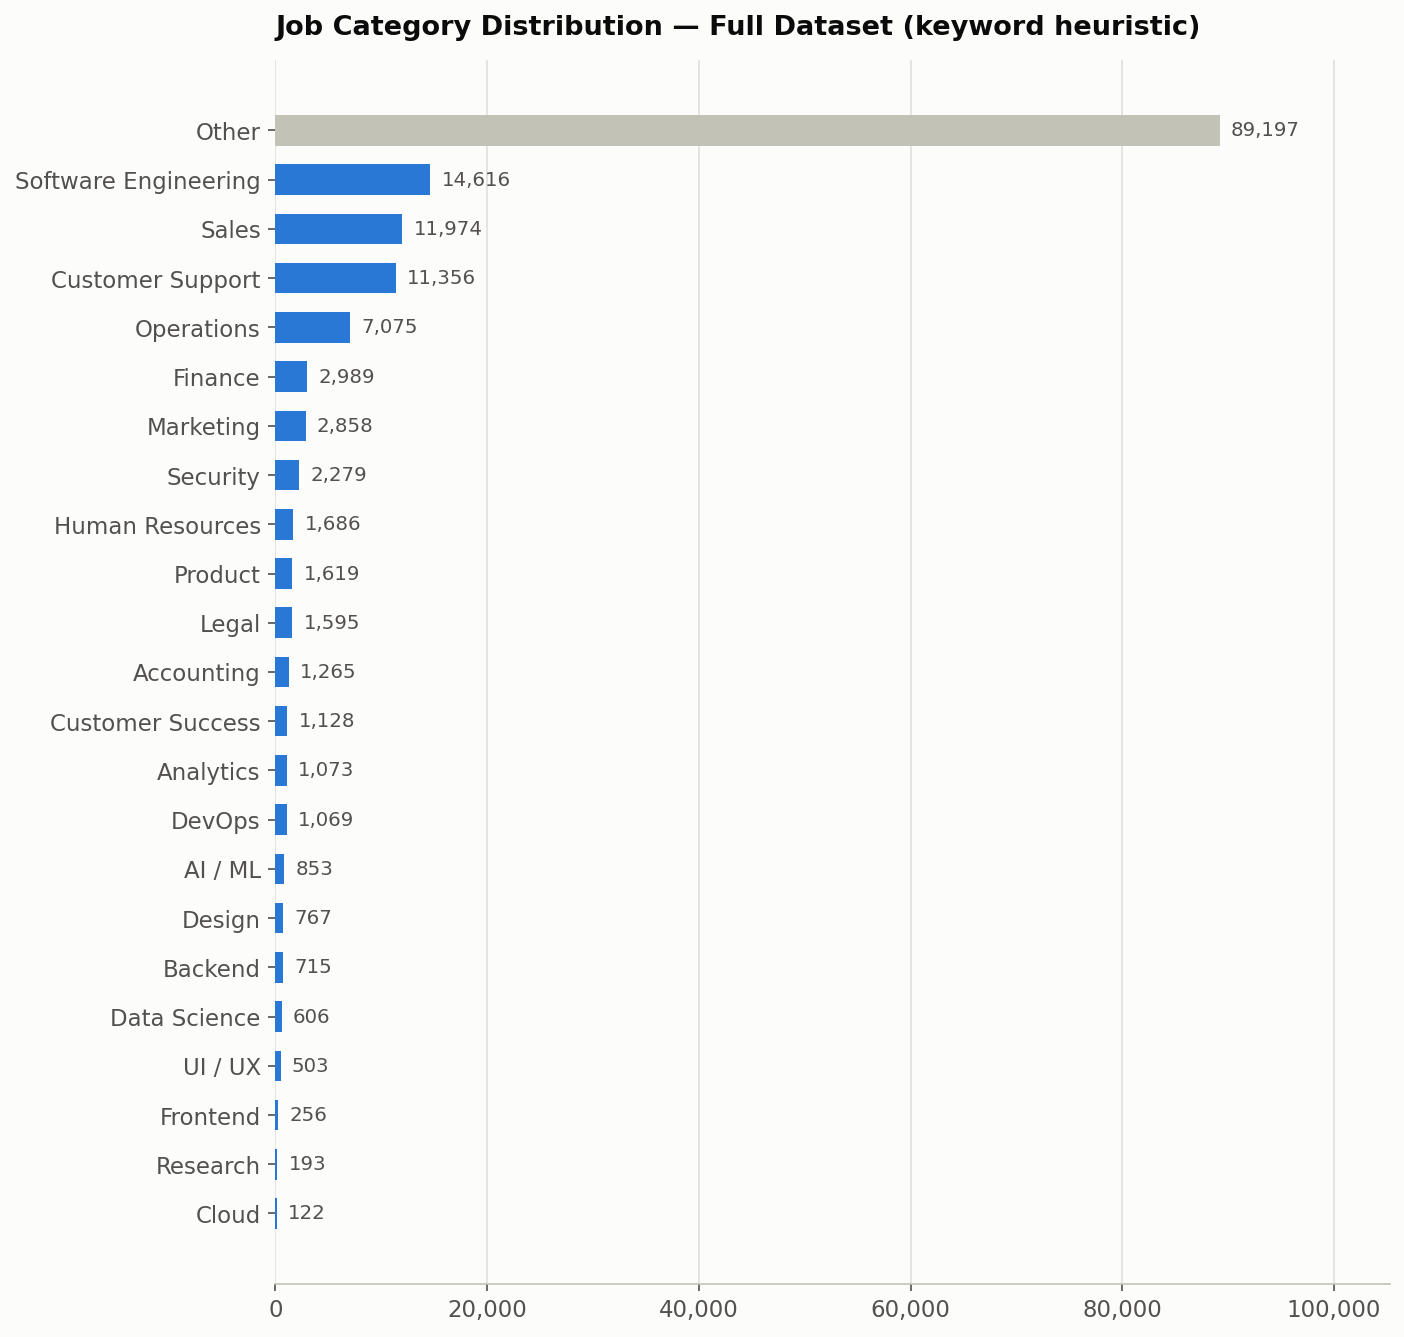 Job Category Distribution — Full Dataset (keyword heuristic)
Other 89,197
Software Engineering 14,616
Sales 11,974
Customer Support 11,356
Operations 7,075
Finance 2,989
Marketing 2,858
Security 2,279
Human Resources 1,686
Product 1,619
Legal 1,595
Accounting 1,265
Customer Success 1,128
Analytics 1,073
DevOps 1,069
AI / ML 853
Design 767
Backend 715
Data Science 606
UI / UX 503
Frontend 256
Research 193
Cloud 122
0 20,000 40,000 60,000 80,000 100,000